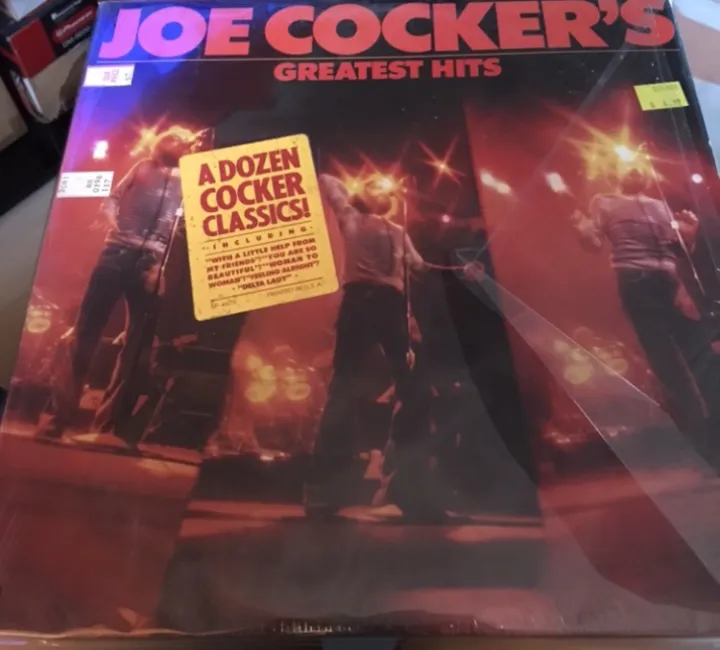 JOE COCKER'S
GREATEST HITS
A DOZEN
COCKER
CLASSICS!
• INCLUDING •
"WITH A LITTLE HELP FROM
MY FRIENDS"/"YOU ARE SO
BEAUTIFUL"/"WOMAN TO
WOMAN"/"FEELING ALRIGHT"/
• "DELTA LADY" •